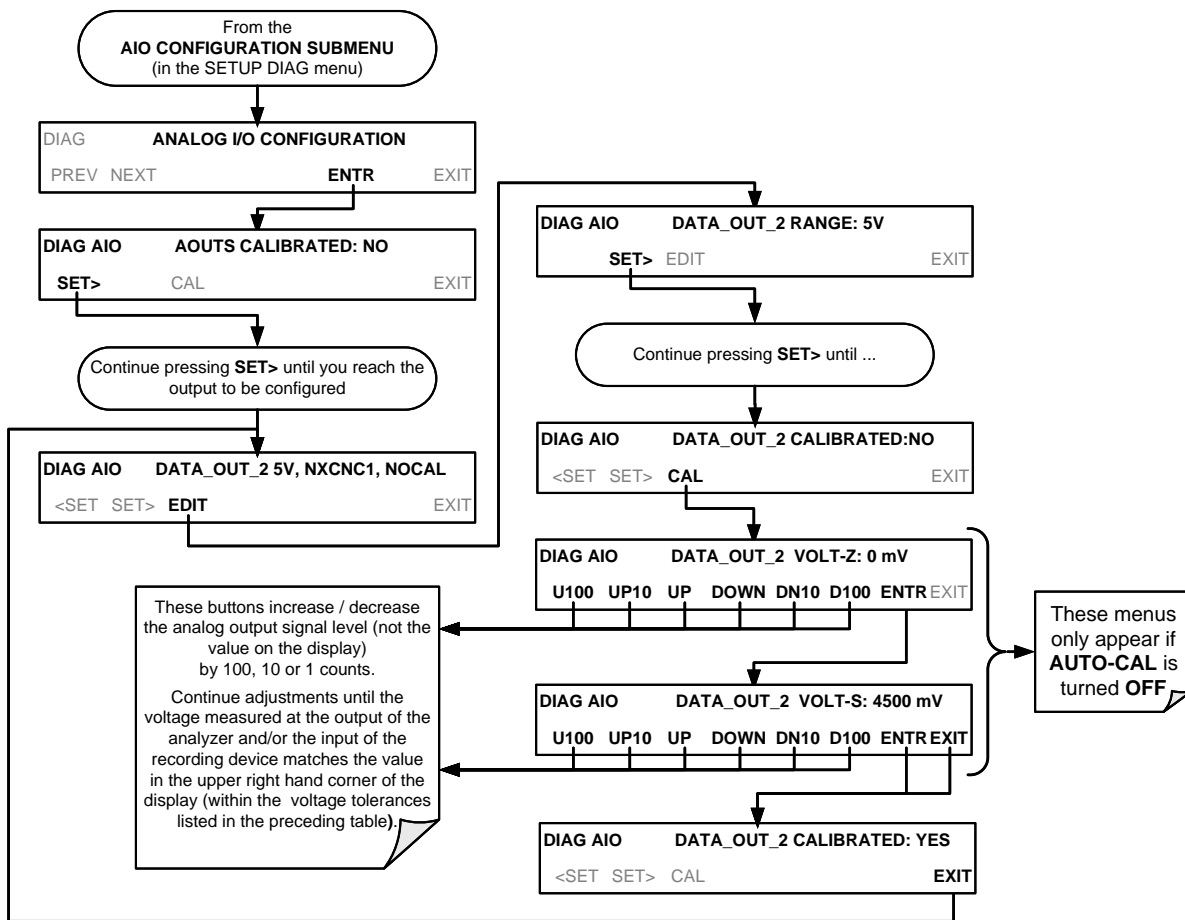 From the
AIO CONFIGURATION SUBMENU
(in the SETUP DIAG menu)
DIAG ANALOG I/O CONFIGURATION
PREV NEXT ENTR EXIT
DIAG AIO AOUTS CALIBRATED: NO
SET> CAL EXIT
Continue pressing SET> until you reach the
output to be configured
DIAG AIO DATA_OUT_2 5V, NXCNC1, NOCAL
<SET SET> EDIT EXIT
DIAG AIO DATA_OUT_2 RANGE: 5V
SET> EDIT EXIT
Continue pressing SET> until ...
DIAG AIO DATA_OUT_2 CALIBRATED:NO
<SET SET> CAL EXIT
DIAG AIO DATA_OUT_2 VOLT-Z: 0 mV
U100 UP10 UP DOWN DN10 D100 ENTR EXIT
DIAG AIO DATA_OUT_2 VOLT-S: 4500 mV
U100 UP10 UP DOWN DN10 D100 ENTR EXIT
DIAG AIO DATA_OUT_2 CALIBRATED: YES
<SET SET> CAL EXIT
These buttons increase / decrease
the analog output signal level (not the
value on the display)
by 100, 10 or 1 counts.
Continue adjustments until the
voltage measured at the output of the
analyzer and/or the input of the
recording device matches the value
in the upper right hand corner of the
display (within the voltage tolerances
listed in the preceding table).
These menus
only appear if
AUTO-CAL is
turned OFF